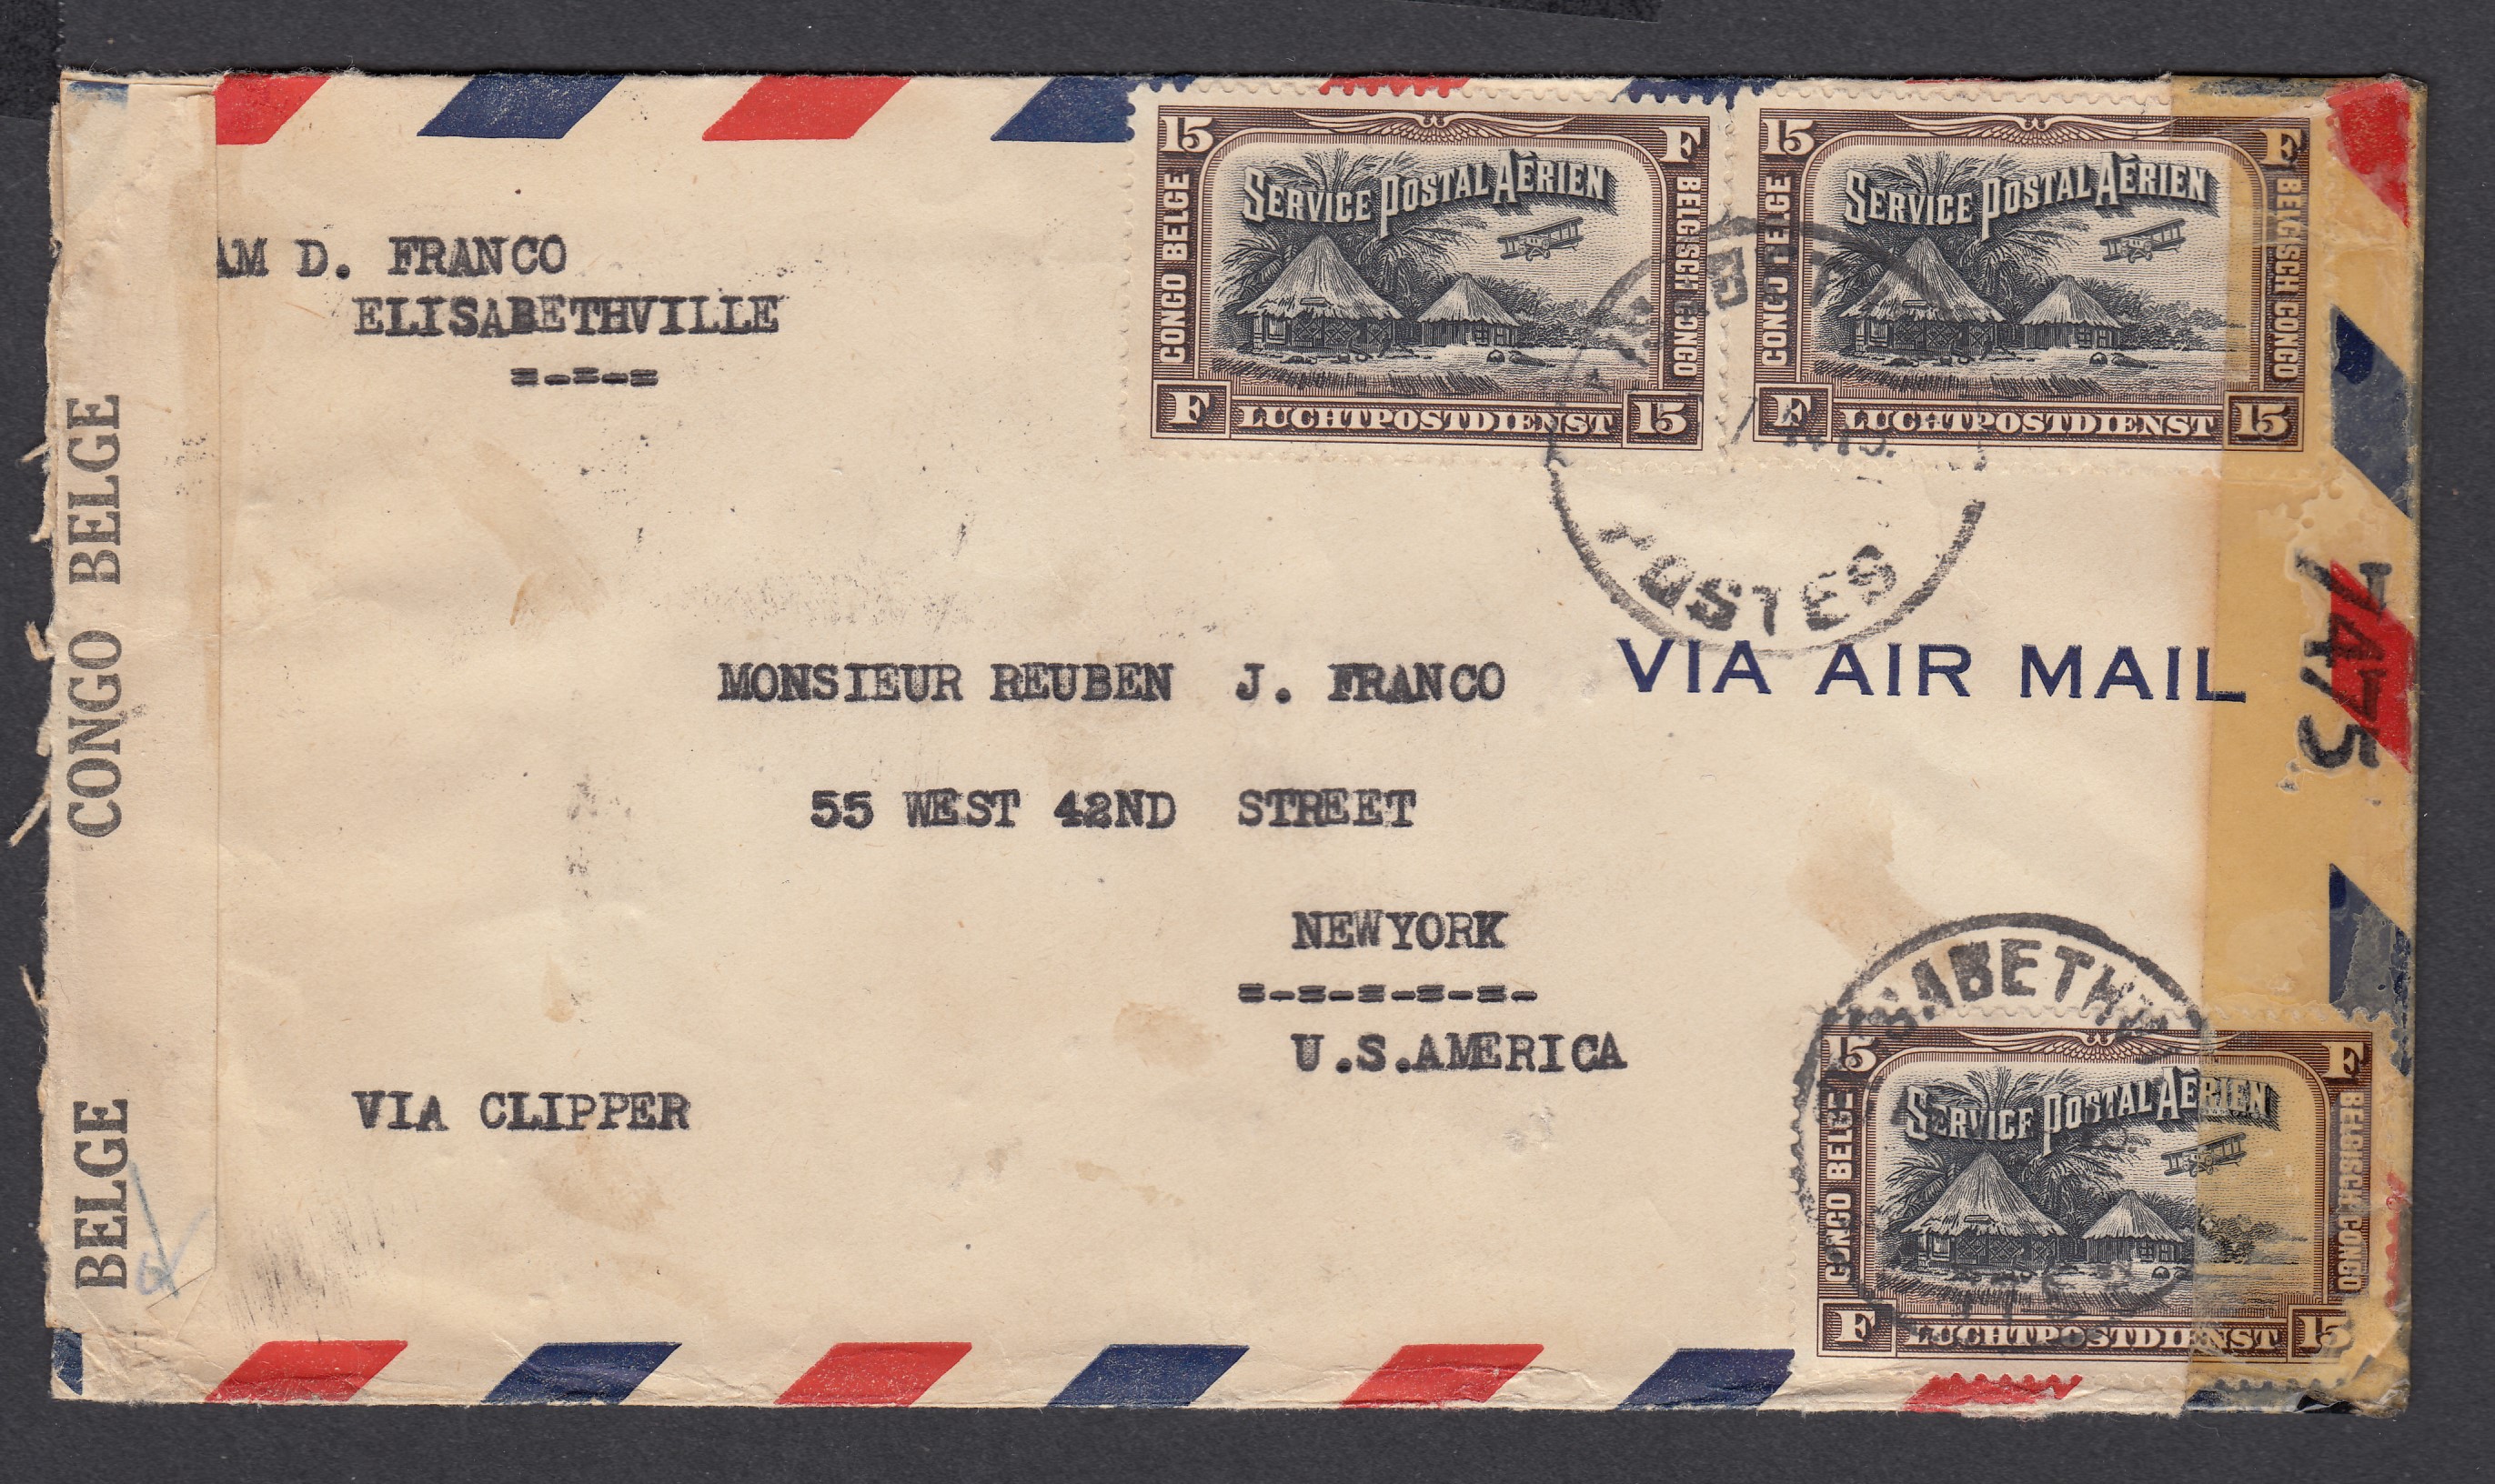 AM D. FRANCO
ELISABETHVILLE
=-=-=
15 F
SERVICE POSTAL AÉRIEN
CONGO BELGE
BELGISCH CONGO
F LUCHTPOSTDIENST 15
15 F
SERVICE POSTAL AÉRIEN
CONGO BELGE
BELGISCH CONGO
F LUCHTPOSTDIENST 15
POSTES
CONGO BELGE
BELGE
MONSIEUR REUBEN J. FRANCO
VIA AIR MAIL
7475
55 WEST 42ND STREET
NEWYORK
=-=-=-=-=-
U.S.AMERICA
VIA CLIPPER
ABETHV
15 F
SERVICE POSTAL AÉRIEN
CONGO BELGE
BELGISCH CONGO
F LUCHTPOSTDIENST 15